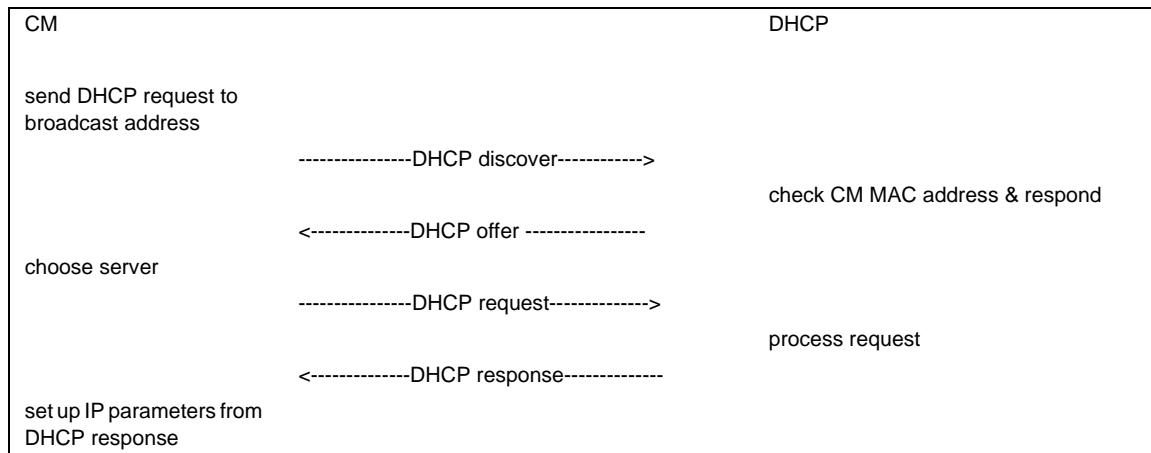 CM DHCP
send DHCP request to
broadcast address
----------------DHCP discover------------>
check CM MAC address & respond
<--------------DHCP offer -----------------
choose server
----------------DHCP request-------------->
process request
<--------------DHCP response--------------
set up IP parameters from
DHCP response